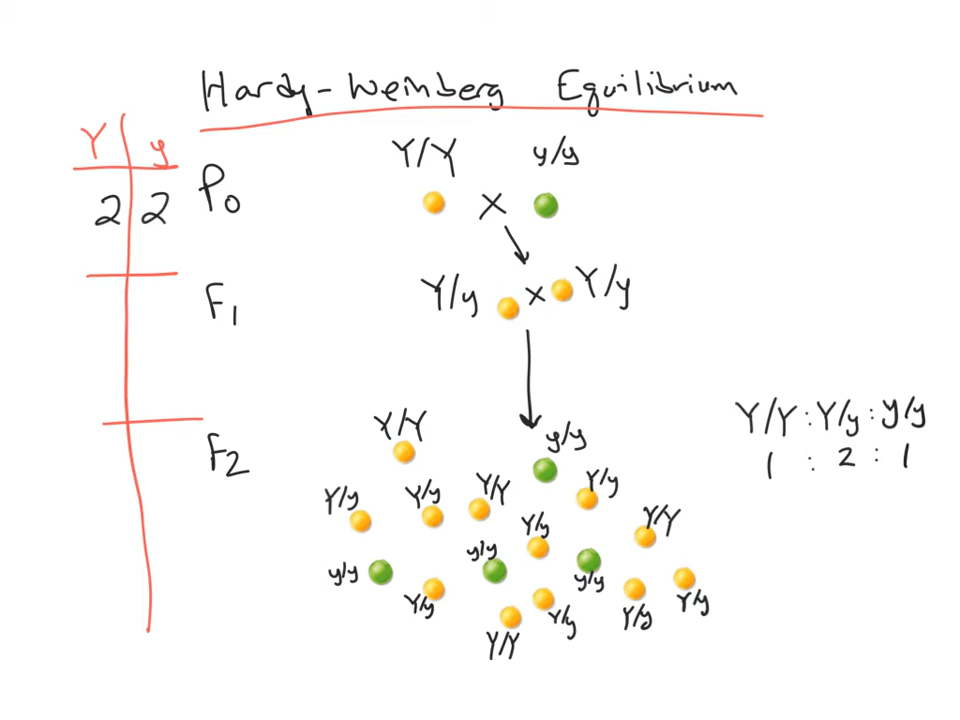 Hardy-Weinberg Equilibrium
Y y
Y/Y y/y
2 2 P0 X
Y/y x Y/y
F1
Y/Y : Y/y : y/y
1 : 2 : 1
Y/Y
y/y
F2
Y/y Y/y Y/Y Y/y
Y/y Y/Y
y/y y/y y/y
Y/y Y/y Y/y Y/y
Y/Y